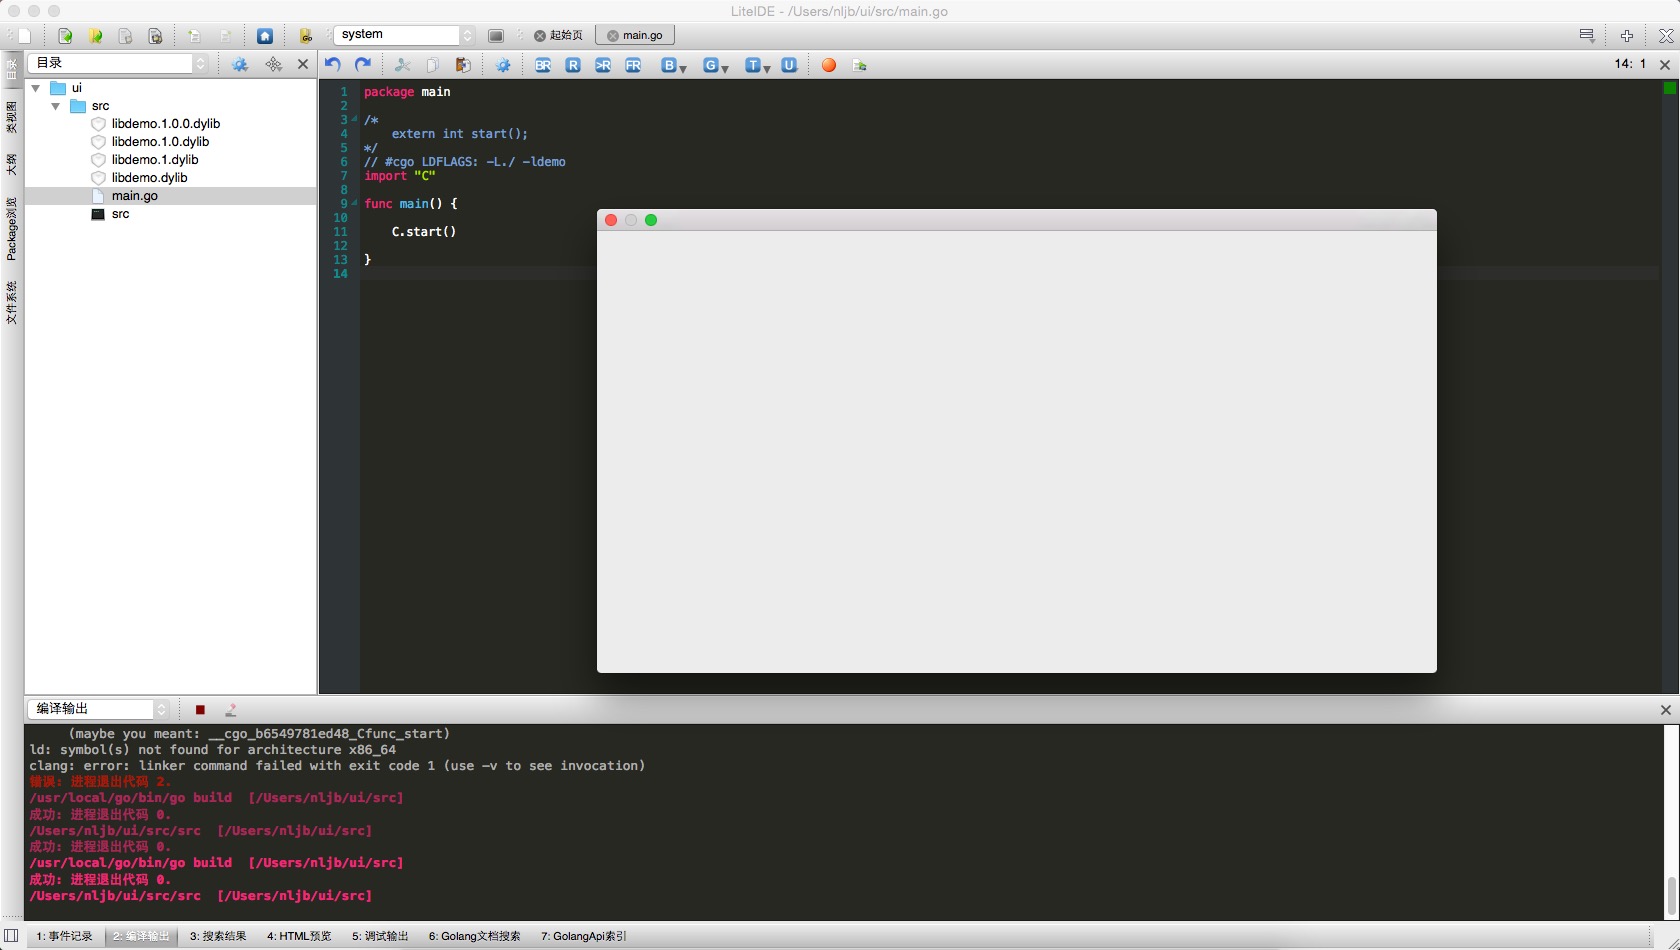 LiteIDE - /Users/nljb/ui/src/main.go
system
起始页
main.go
目录
BR R >R FR B G T U
14: 1
目录
类视图
大纲
Package浏览
文件系统
ui
src
libdemo.1.0.0.dylib
libdemo.1.0.dylib
libdemo.1.dylib
libdemo.dylib
main.go
src
1 package main
2
3 /*
4 extern int start();
5 */
6 // #cgo LDFLAGS: -L./ -ldemo
7 import "C"
8
9 func main() {
10
11 C.start()
12
13 }
14
编译输出
(maybe you meant: __cgo_b6549781ed48_Cfunc_start)
ld: symbol(s) not found for architecture x86_64
clang: error: linker command failed with exit code 1 (use -v to see invocation)
错误: 进程退出代码 2.
/usr/local/go/bin/go build [/Users/nljb/ui/src]
成功: 进程退出代码 0.
/Users/nljb/ui/src/src [/Users/nljb/ui/src]
成功: 进程退出代码 0.
/usr/local/go/bin/go build [/Users/nljb/ui/src]
成功: 进程退出代码 0.
/Users/nljb/ui/src/src [/Users/nljb/ui/src]
1: 事件记录
2: 编译输出
3: 搜索结果
4: HTML预览
5: 调试输出
6: Golang文档搜索
7: GolangApi索引